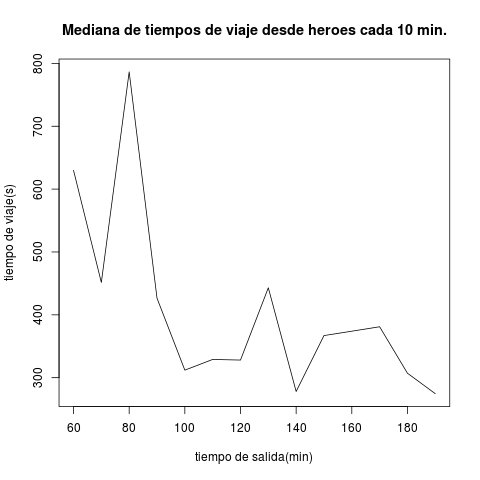 Mediana de tiempos de viaje desde heroes cada 10 min.
800
700
600
500
400
300
tiempo de viaje(s)
60 80 100 120 140 160 180
tiempo de salida(min)